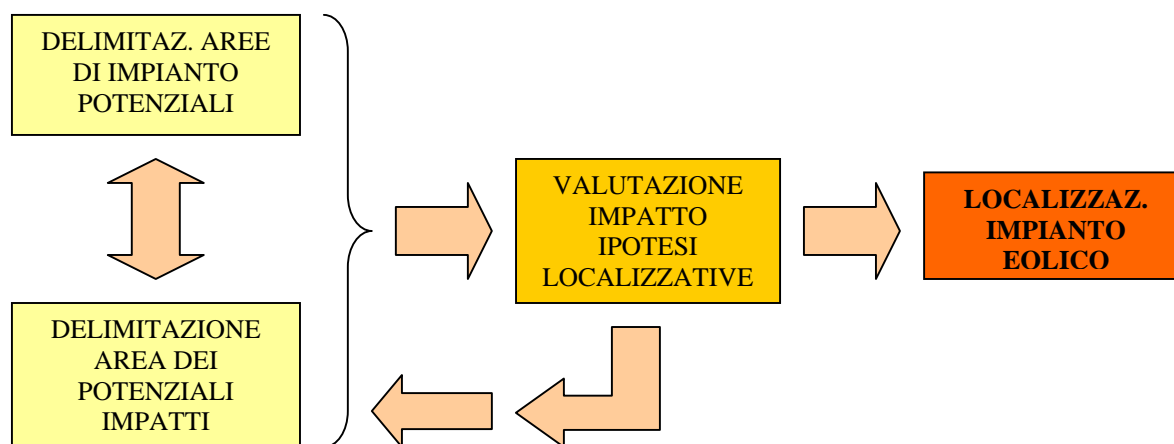 DELIMITAZ. AREE
DI IMPIANTO
POTENZIALI
VALUTAZIONE
IMPATTO
IPOTESI
LOCALIZZATIVE
LOCALIZZAZ.
IMPIANTO
EOLICO
DELIMITAZIONE
AREA DEI
POTENZIALI
IMPATTI